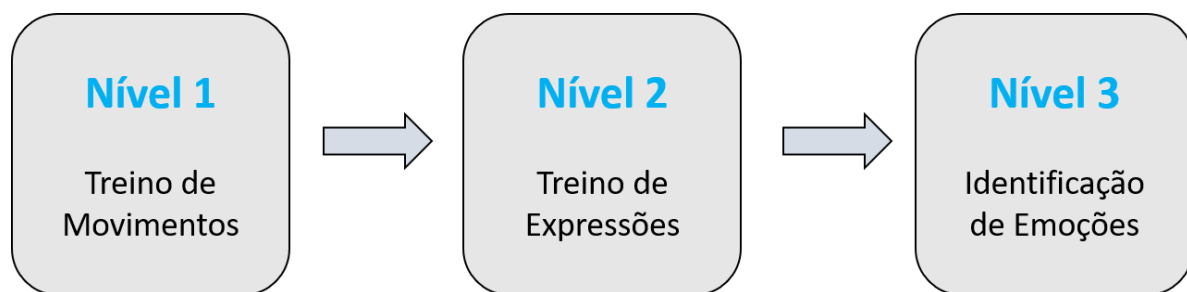 Nível 1
Treino de
Movimentos
Nível 2
Treino de
Expressões
Nível 3
Identificação
de Emoções